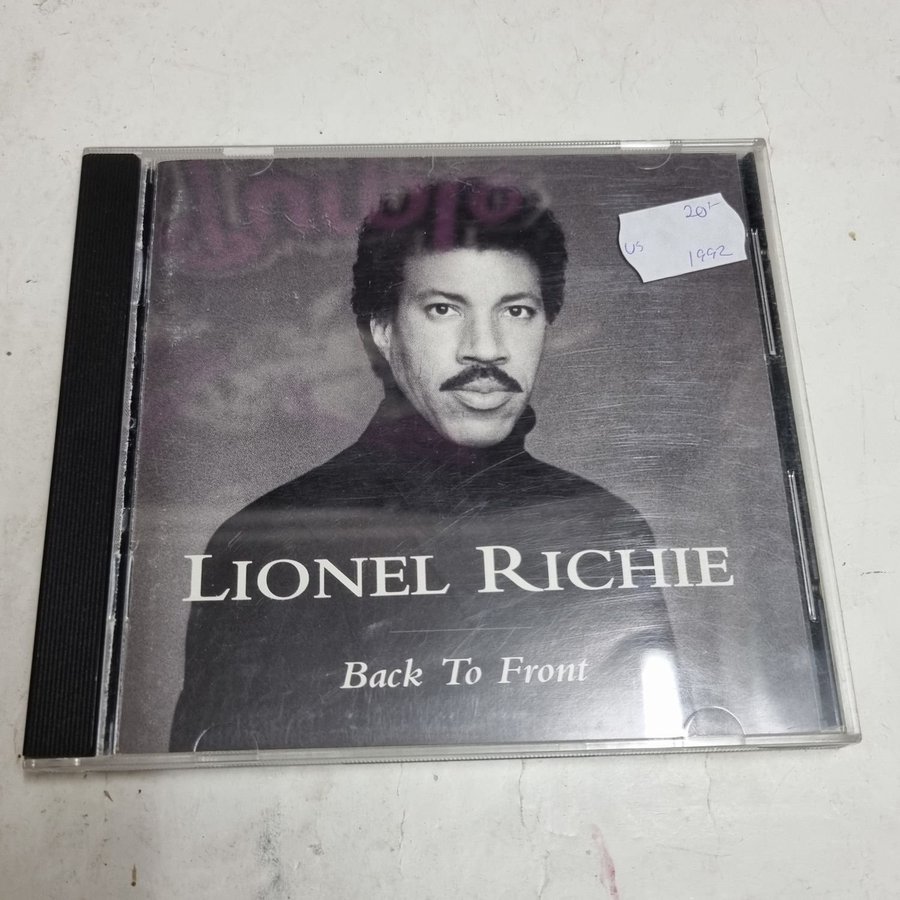 20:-
US
1992
LIONEL RICHIE
Back To Front